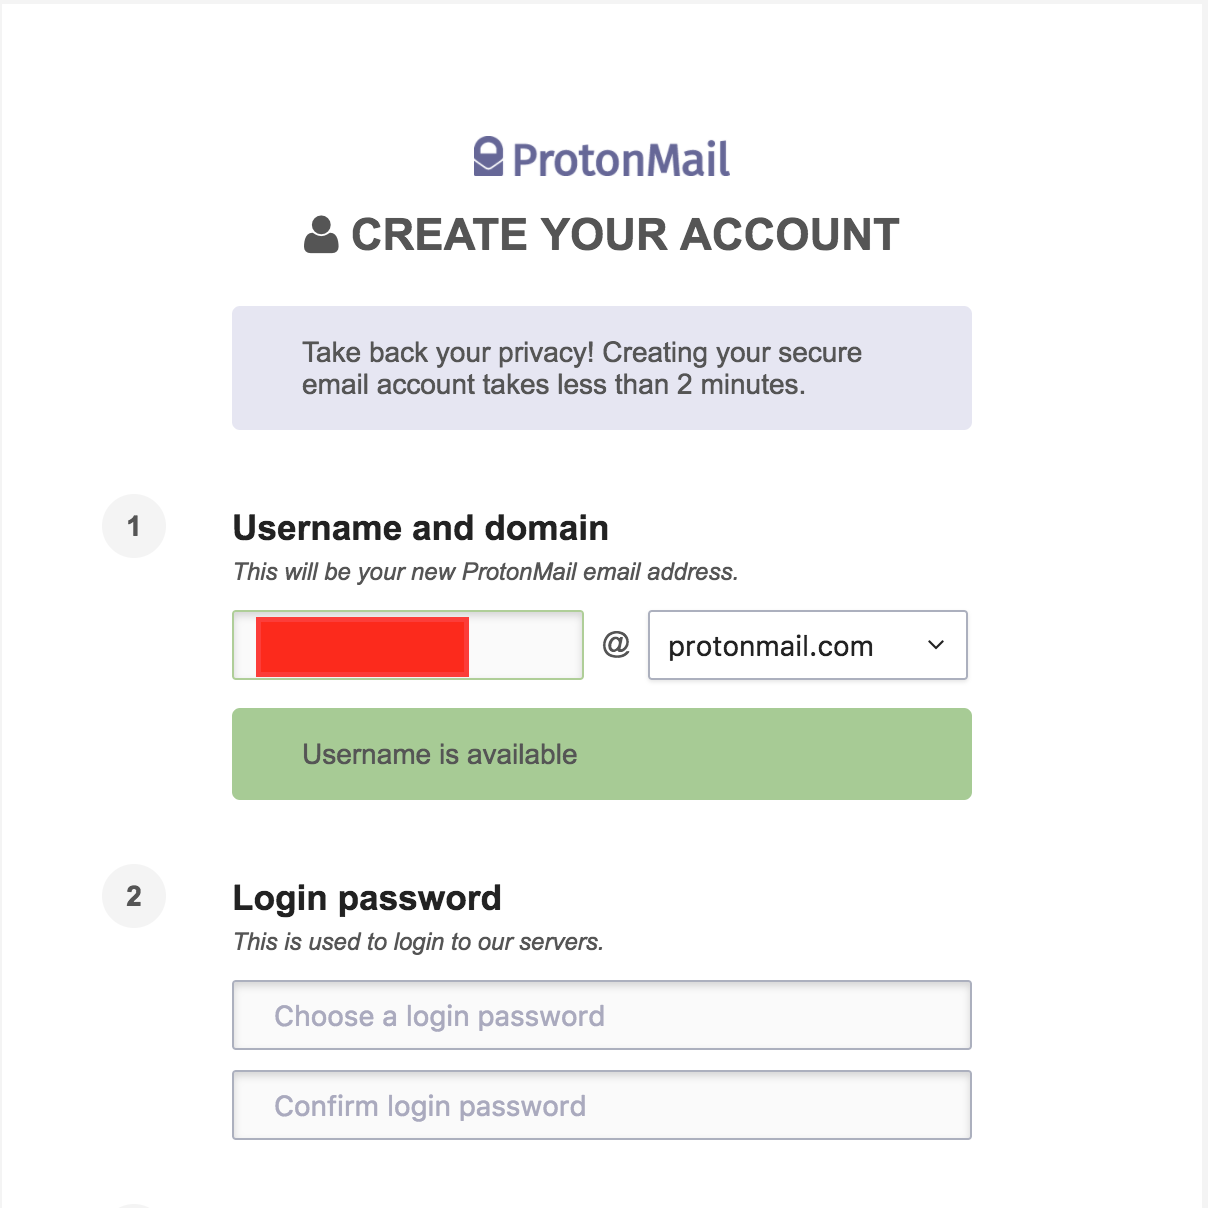 ProtonMail
CREATE YOUR ACCOUNT
Take back your privacy! Creating your secure
email account takes less than 2 minutes.
1
Username and domain
This will be your new ProtonMail email address.
@ protonmail.com
Username is available
2
Login password
This is used to login to our servers.
Choose a login password
Confirm login password